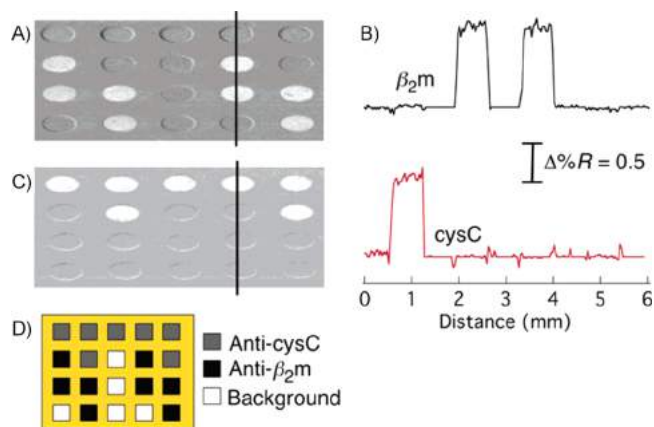 A)
B)
β₂m
Δ%R = 0.5
C)
cysC
0 1 2 3 4 5 6
Distance (mm)
D)
Anti-cysC
Anti-β₂m
Background